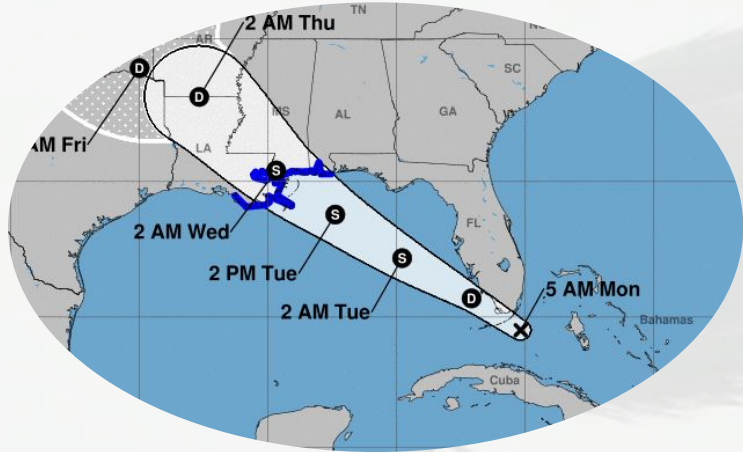 TN
NC
AR
2 AM Thu
D
SC
D
MS
AL
GA
AM Fri
LA
S
S
FL
2 AM Wed
S
2 PM Tue
D
5 AM Mon
2 AM Tue
Bahamas
Cuba